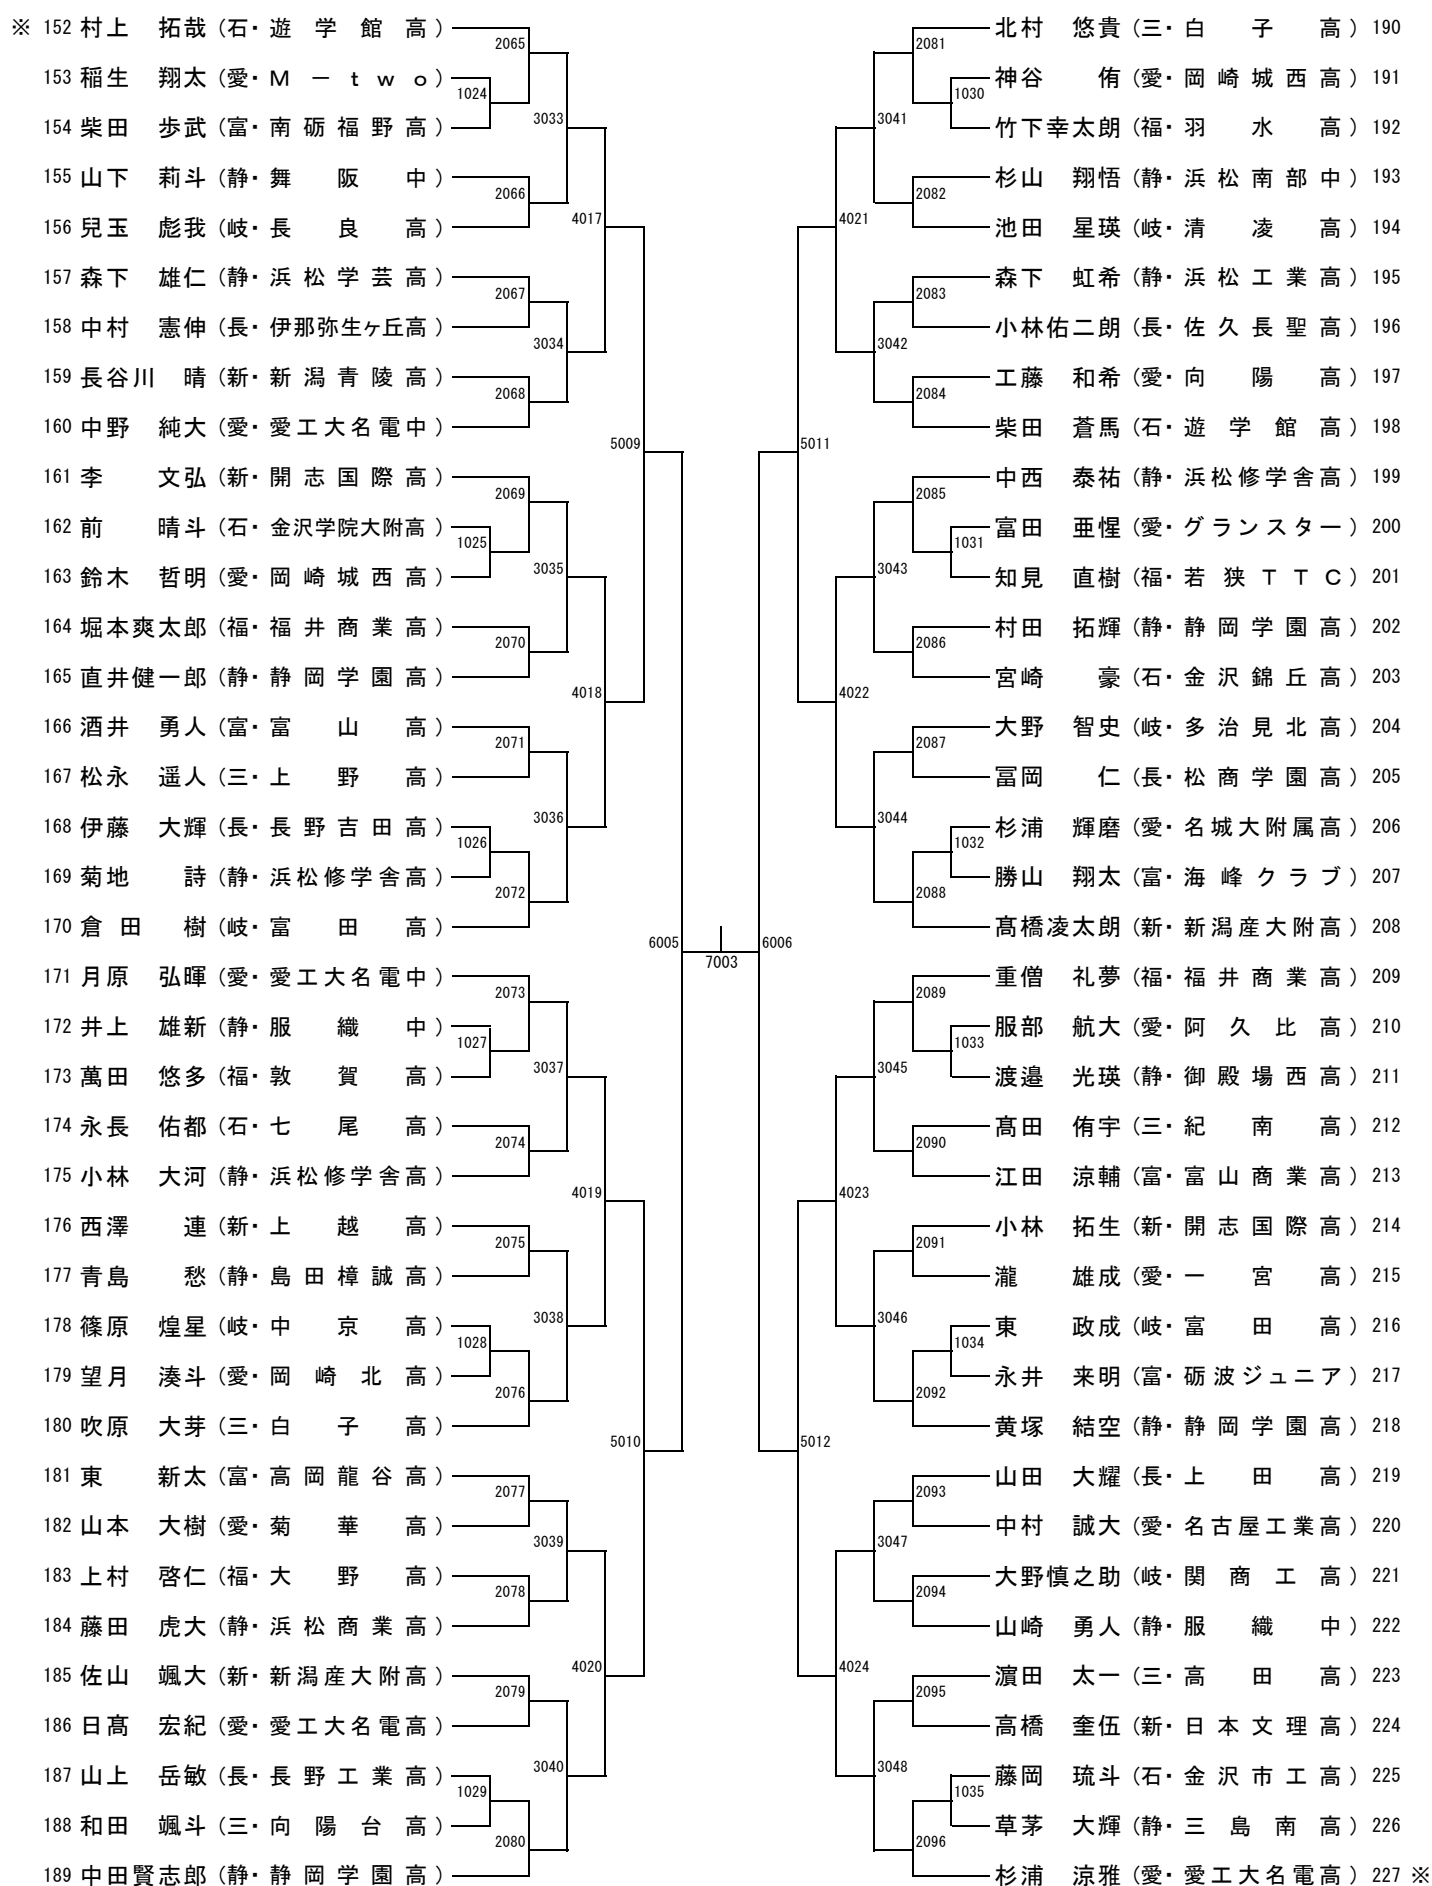 ※ 152 村上 拓哉 (石・遊学館高)
153 稲生 翔太 (愛・Ｍ－ｔｗｏ)
154 柴田 歩武 (富・南砺福野高)
155 山下 莉斗 (静・舞阪中)
156 兒玉 彪我 (岐・長良高)
157 森下 雄仁 (静・浜松学芸高)
158 中村 憲伸 (長・伊那弥生ヶ丘高)
159 長谷川 晴 (新・新潟青陵高)
160 中野 純大 (愛・愛工大名電中)
161 李 文弘 (新・開志国際高)
162 前 晴斗 (石・金沢学院大附高)
163 鈴木 哲明 (愛・岡崎城西高)
164 堀本爽太郎 (福・福井商業高)
165 直井健一郎 (静・静岡学園高)
166 酒井 勇人 (富・富山高)
167 松永 遥人 (三・上野高)
168 伊藤 大輝 (長・長野吉田高)
169 菊地 詩 (静・浜松修学舎高)
170 倉田 樹 (岐・富田高)
171 月原 弘暉 (愛・愛工大名電中)
172 井上 雄新 (静・服織中)
173 萬田 悠多 (福・敦賀高)
174 永長 佑都 (石・七尾高)
175 小林 大河 (静・浜松修学舎高)
176 西澤 連 (新・上越高)
177 青島 愁 (静・島田樟誠高)
178 篠原 煌星 (岐・中京高)
179 望月 湊斗 (愛・岡崎北高)
180 吹原 大芽 (三・白子高)
181 東 新太 (富・高岡龍谷高)
182 山本 大樹 (愛・菊華高)
183 上村 啓仁 (福・大野高)
184 藤田 虎大 (静・浜松商業高)
185 佐山 颯大 (新・新潟産大附高)
186 日髙 宏紀 (愛・愛工大名電高)
187 山上 岳敏 (長・長野工業高)
188 和田 颯斗 (三・向陽台高)
189 中田賢志郎 (静・静岡学園高)
1024
1025
1026
1027
1028
1029
2065
2066
2067
2068
2069
2070
2071
2072
2073
2074
2075
2076
2077
2078
2079
2080
3033
3034
3035
3036
3037
3038
3039
3040
4017
4018
4019
4020
5009
5010
6005
7003
6006
5011
5012
4021
4022
4023
4024
3041
3042
3043
3044
3045
3046
3047
3048
2081
2082
2083
2084
2085
2086
2087
2088
2089
2090
2091
2092
2093
2094
2095
2096
1030
1031
1032
1033
1034
1035
北村 悠貴 (三・白子高) 190
神谷 侑 (愛・岡崎城西高) 191
竹下幸太朗 (福・羽水高) 192
杉山 翔悟 (静・浜松南部中) 193
池田 星瑛 (岐・清凌高) 194
森下 虹希 (静・浜松工業高) 195
小林佑二朗 (長・佐久長聖高) 196
工藤 和希 (愛・向陽高) 197
柴田 蒼馬 (石・遊学館高) 198
中西 泰祐 (静・浜松修学舎高) 199
富田 亜惺 (愛・グランスター) 200
知見 直樹 (福・若狭ＴＴＣ) 201
村田 拓輝 (静・静岡学園高) 202
宮崎 豪 (石・金沢錦丘高) 203
大野 智史 (岐・多治見北高) 204
冨岡 仁 (長・松商学園高) 205
杉浦 輝磨 (愛・名城大附属高) 206
勝山 翔太 (富・海峰クラブ) 207
髙橋凌太朗 (新・新潟産大附高) 208
重僧 礼夢 (福・福井商業高) 209
服部 航大 (愛・阿久比高) 210
渡邉 光瑛 (静・御殿場西高) 211
髙田 侑宇 (三・紀南高) 212
江田 涼輔 (富・富山商業高) 213
小林 拓生 (新・開志国際高) 214
瀧 雄成 (愛・一宮高) 215
東 政成 (岐・富田高) 216
永井 来明 (富・砺波ジュニア) 217
黄塚 結空 (静・静岡学園高) 218
山田 大耀 (長・上田高) 219
中村 誠大 (愛・名古屋工業高) 220
大野慎之助 (岐・関商工高) 221
山崎 勇人 (静・服織中) 222
濵田 太一 (三・高田高) 223
高橋 奎伍 (新・日本文理高) 224
藤岡 琉斗 (石・金沢市工高) 225
草茅 大輝 (静・三島南高) 226
杉浦 涼雅 (愛・愛工大名電高) 227 ※